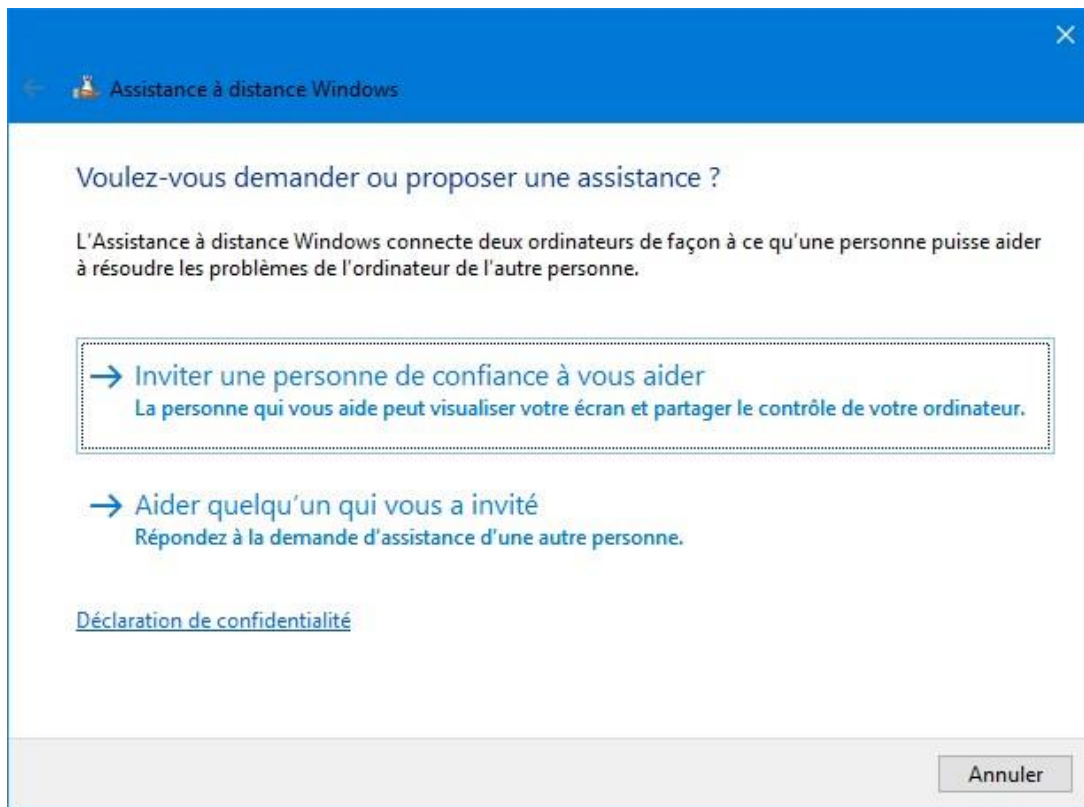 Assistance à distance Windows
Voulez-vous demander ou proposer une assistance ?
L'Assistance à distance Windows connecte deux ordinateurs de façon à ce qu'une personne puisse aider
à résoudre les problèmes de l'ordinateur de l'autre personne.
Inviter une personne de confiance à vous aider
La personne qui vous aide peut visualiser votre écran et partager le contrôle de votre ordinateur.
Aider quelqu'un qui vous a invité
Répondez à la demande d'assistance d'une autre personne.
Déclaration de confidentialité
Annuler